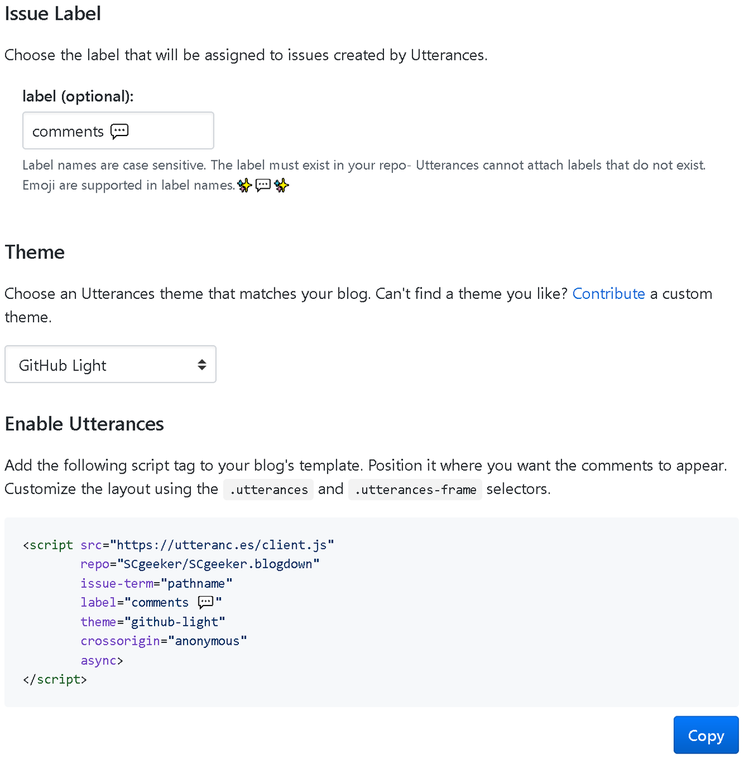 Issue Label
Choose the label that will be assigned to issues created by Utterances.
label (optional):
comments 💬
Label names are case sensitive. The label must exist in your repo- Utterances cannot attach labels that do not exist.
Emoji are supported in label names.✨💬✨
Theme
Choose an Utterances theme that matches your blog. Can't find a theme you like? Contribute a custom
theme.
GitHub Light
Enable Utterances
Add the following script tag to your blog's template. Position it where you want the comments to appear.
Customize the layout using the .utterances and .utterances-frame selectors.
<script src="https://utteranc.es/client.js"
repo="SCgeeker/SCgeeker.blogdown"
issue-term="pathname"
label="comments 💬"
theme="github-light"
crossorigin="anonymous"
async>
</script>
Copy